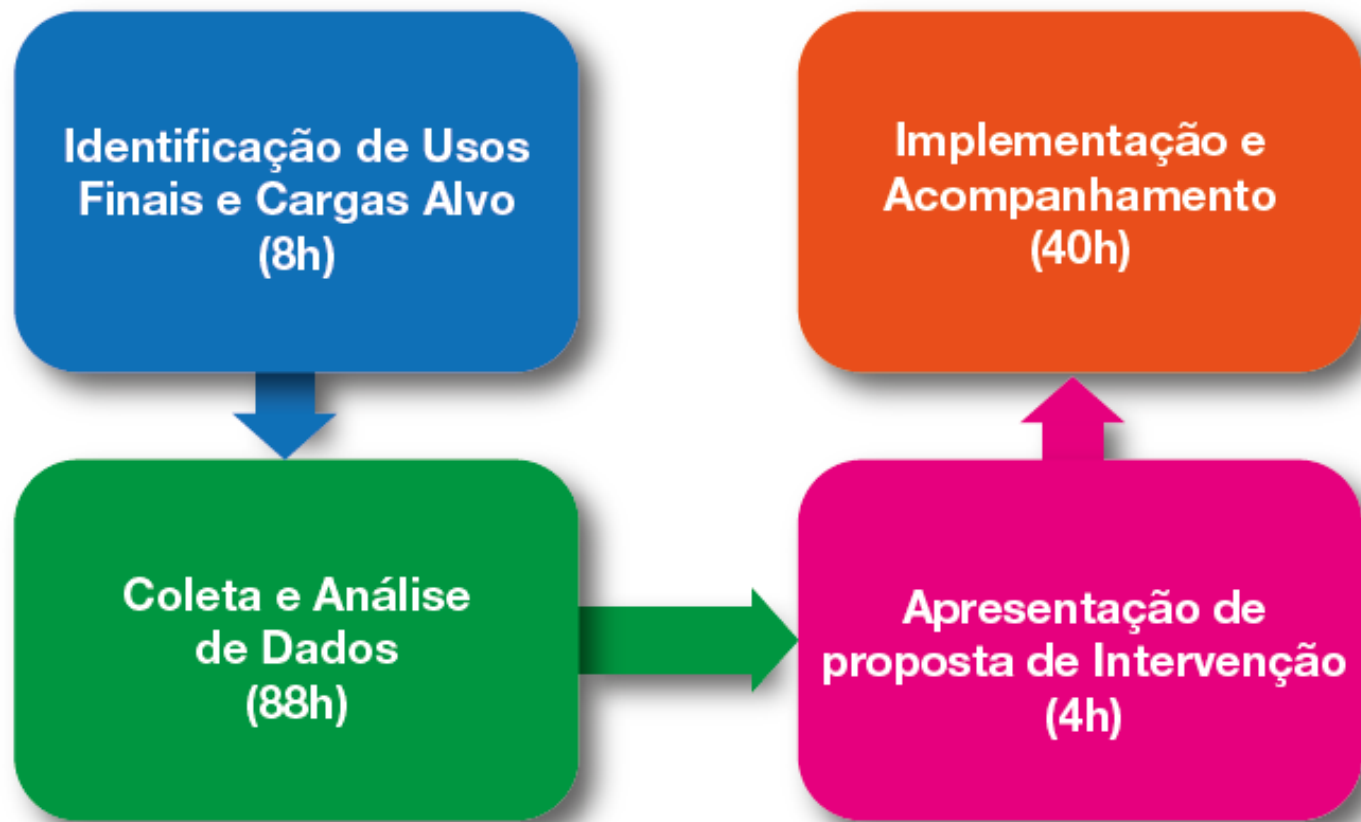 Identificação de Usos
Finais e Cargas Alvo
(8h)
Coleta e Análise
de Dados
(88h)
Apresentação de
proposta de Intervenção
(4h)
Implementação e
Acompanhamento
(40h)